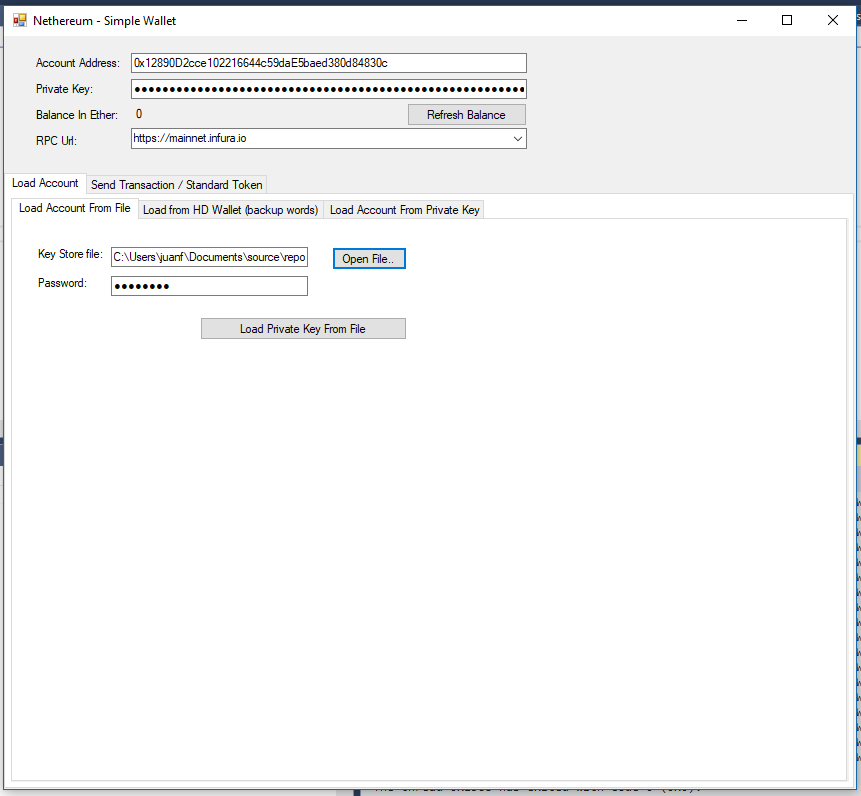 Nethereum - Simple Wallet
Account Address: 0x12890D2cce102216644c59daE5baed380d84830c
Private Key: ●●●●●●●●●●●●●●●●●●●●●●●●●●●●●●●●●●●●●●●●●●●●●●●●●●●●●●●●
Balance In Ether: 0 Refresh Balance
RPC Url: https://mainnet.infura.io
Load Account Send Transaction / Standard Token
Load Account From File Load from HD Wallet (backup words) Load Account From Private Key
Key Store file: C:\Users\juanf\Documents\source\repo Open File..
Password: ●●●●●●●●
Load Private Key From File